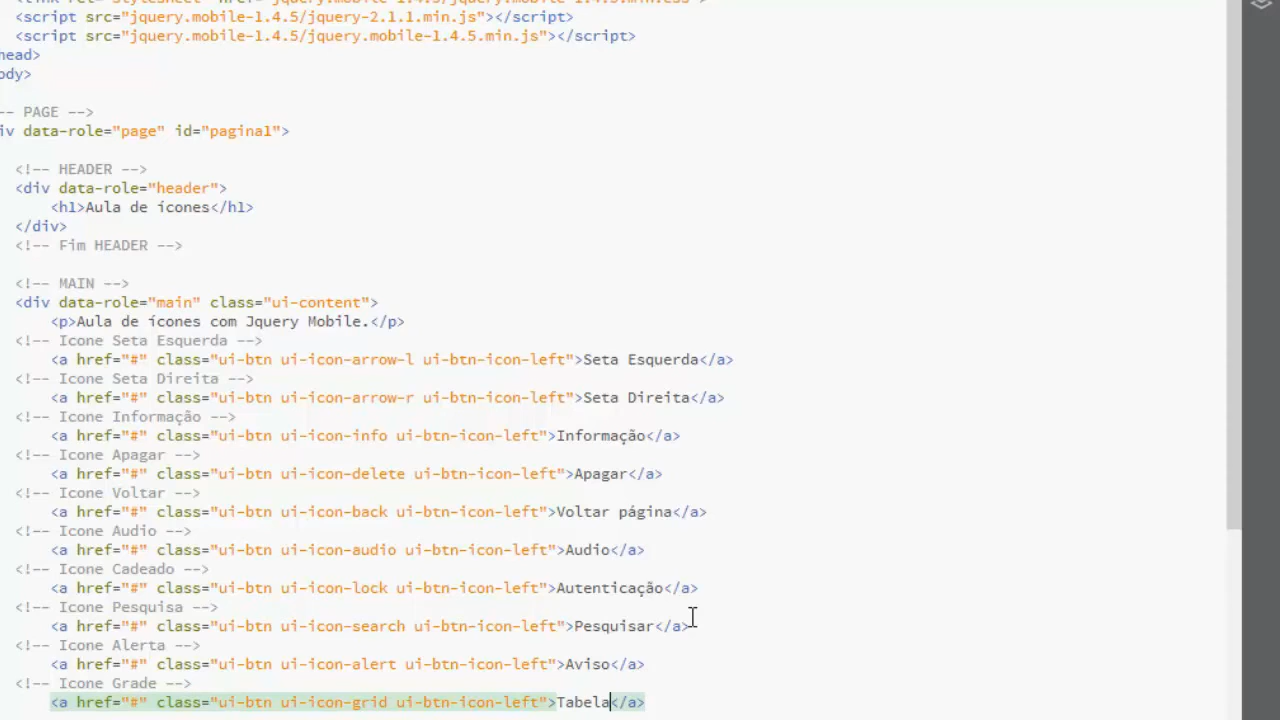 <script src="jquery.mobile-1.4.5/jquery-2.1.1.min.js"></script>
<script src="jquery.mobile-1.4.5/jquery.mobile-1.4.5.min.js"></script>
head>
ody>
-- PAGE -->
iv data-role="page" id="pagina1">
<!-- HEADER -->
<div data-role="header">
<h1>Aula de ícones</h1>
</div>
<!-- Fim HEADER -->
<!-- MAIN -->
<div data-role="main" class="ui-content">
<p>Aula de ícones com Jquery Mobile.</p>
<!-- Icone Seta Esquerda -->
<a href="#" class="ui-btn ui-icon-arrow-l ui-btn-icon-left">Seta Esquerda</a>
<!-- Icone Seta Direita -->
<a href="#" class="ui-btn ui-icon-arrow-r ui-btn-icon-left">Seta Direita</a>
<!-- Icone Informação -->
<a href="#" class="ui-btn ui-icon-info ui-btn-icon-left">Informação</a>
<!-- Icone Apagar -->
<a href="#" class="ui-btn ui-icon-delete ui-btn-icon-left">Apagar</a>
<!-- Icone Voltar -->
<a href="#" class="ui-btn ui-icon-back ui-btn-icon-left">Voltar página</a>
<!-- Icone Audio -->
<a href="#" class="ui-btn ui-icon-audio ui-btn-icon-left">Audio</a>
<!-- Icone Cadeado -->
<a href="#" class="ui-btn ui-icon-lock ui-btn-icon-left">Autenticação</a>
<!-- Icone Pesquisa -->
<a href="#" class="ui-btn ui-icon-search ui-btn-icon-left">Pesquisar</a>
<!-- Icone Alerta -->
<a href="#" class="ui-btn ui-icon-alert ui-btn-icon-left">Aviso</a>
<!-- Icone Grade -->
<a href="#" class="ui-btn ui-icon-grid ui-btn-icon-left">Tabela</a>